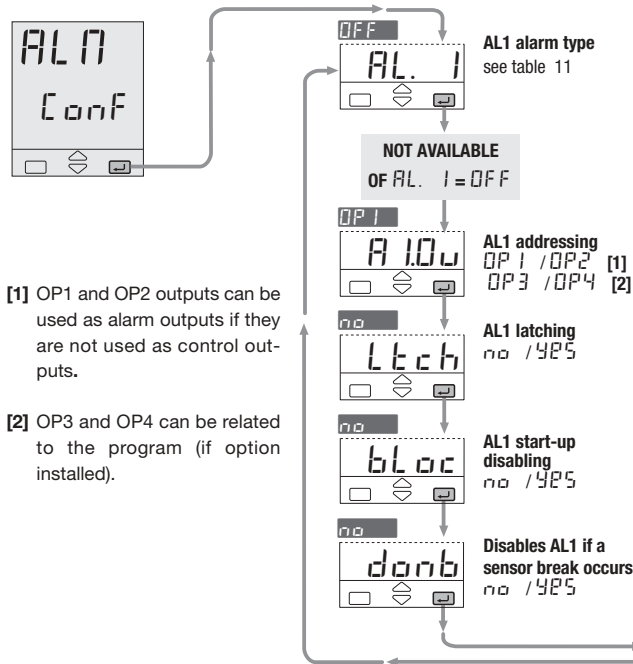 ALM
Conf
OFF
AL. 1
AL1 alarm type
see table 11
NOT AVAILABLE
OF AL. 1 = OFF
OP1
A1.Ou
AL1 addressing
OP1 /OP2 [1]
OP3 /OP4 [2]
no
Ltch
AL1 latching
no /YES
no
bLoc
AL1 start-up
disabling
no /YES
no
donb
Disables AL1 if a
sensor break occurs
no /YES
[1] OP1 and OP2 outputs can be
used as alarm outputs if they
are not used as control out-
puts.
[2] OP3 and OP4 can be related
to the program (if option
installed).